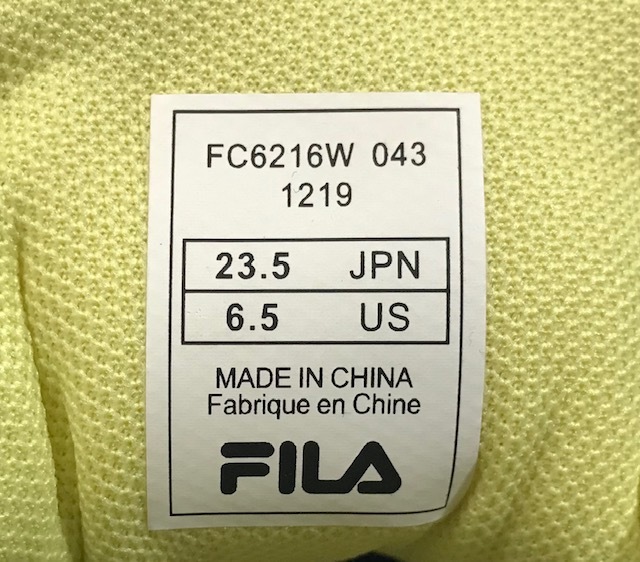 FC6216W 043
1219
23.5 JPN
6.5 US
MADE IN CHINA
Fabrique en Chine
FILA